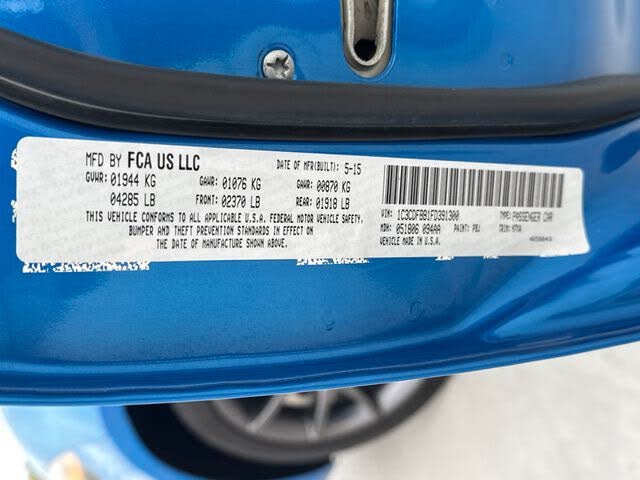 MFD BY FCA US LLC DATE OF MFR(BUILT): 5-15
GVWR: 01944 KG GAWR: 01076 KG GAWR: 00870 KG
04285 LB FRONT: 02370 LB REAR: 01918 LB
THIS VEHICLE CONFORMS TO ALL APPLICABLE U.S.A. FEDERAL MOTOR VEHICLE SAFETY,
BUMPER AND THEFT PREVENTION STANDARDS IN EFFECT ON
THE DATE OF MANUFACTURE SHOWN ABOVE.
VIN: 1C3CDFBB1FD391300 TYPE: PASSENGER CAR
MDH: 051806 094AA PAINT: PBJ TRIM:
VEHICLE MADE IN U.S.A.